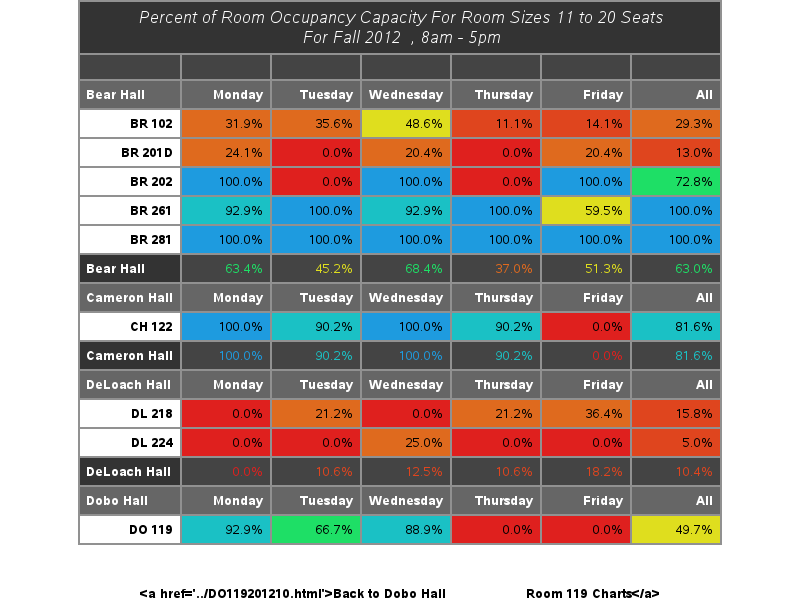 Percent of Room Occupancy Capacity For Room Sizes 11 to 20 Seats
For Fall 2012 , 8am - 5pm
Bear Hall Monday Tuesday Wednesday Thursday Friday All
BR 102 31.9% 35.6% 48.6% 11.1% 14.1% 29.3%
BR 201D 24.1% 0.0% 20.4% 0.0% 20.4% 13.0%
BR 202 100.0% 0.0% 100.0% 0.0% 100.0% 72.8%
BR 261 92.9% 100.0% 92.9% 100.0% 59.5% 100.0%
BR 281 100.0% 100.0% 100.0% 100.0% 100.0% 100.0%
Bear Hall 63.4% 45.2% 68.4% 37.0% 51.3% 63.0%
Cameron Hall Monday Tuesday Wednesday Thursday Friday All
CH 122 100.0% 90.2% 100.0% 90.2% 0.0% 81.6%
Cameron Hall 100.0% 90.2% 100.0% 90.2% 0.0% 81.6%
DeLoach Hall Monday Tuesday Wednesday Thursday Friday All
DL 218 0.0% 21.2% 0.0% 21.2% 36.4% 15.8%
DL 224 0.0% 0.0% 25.0% 0.0% 0.0% 5.0%
DeLoach Hall 0.0% 10.6% 12.5% 10.6% 18.2% 10.4%
Dobo Hall Monday Tuesday Wednesday Thursday Friday All
DO 119 92.9% 66.7% 88.9% 0.0% 0.0% 49.7%
<a href='../DO119201210.html'>Back to Dobo Hall Room 119 Charts</a>